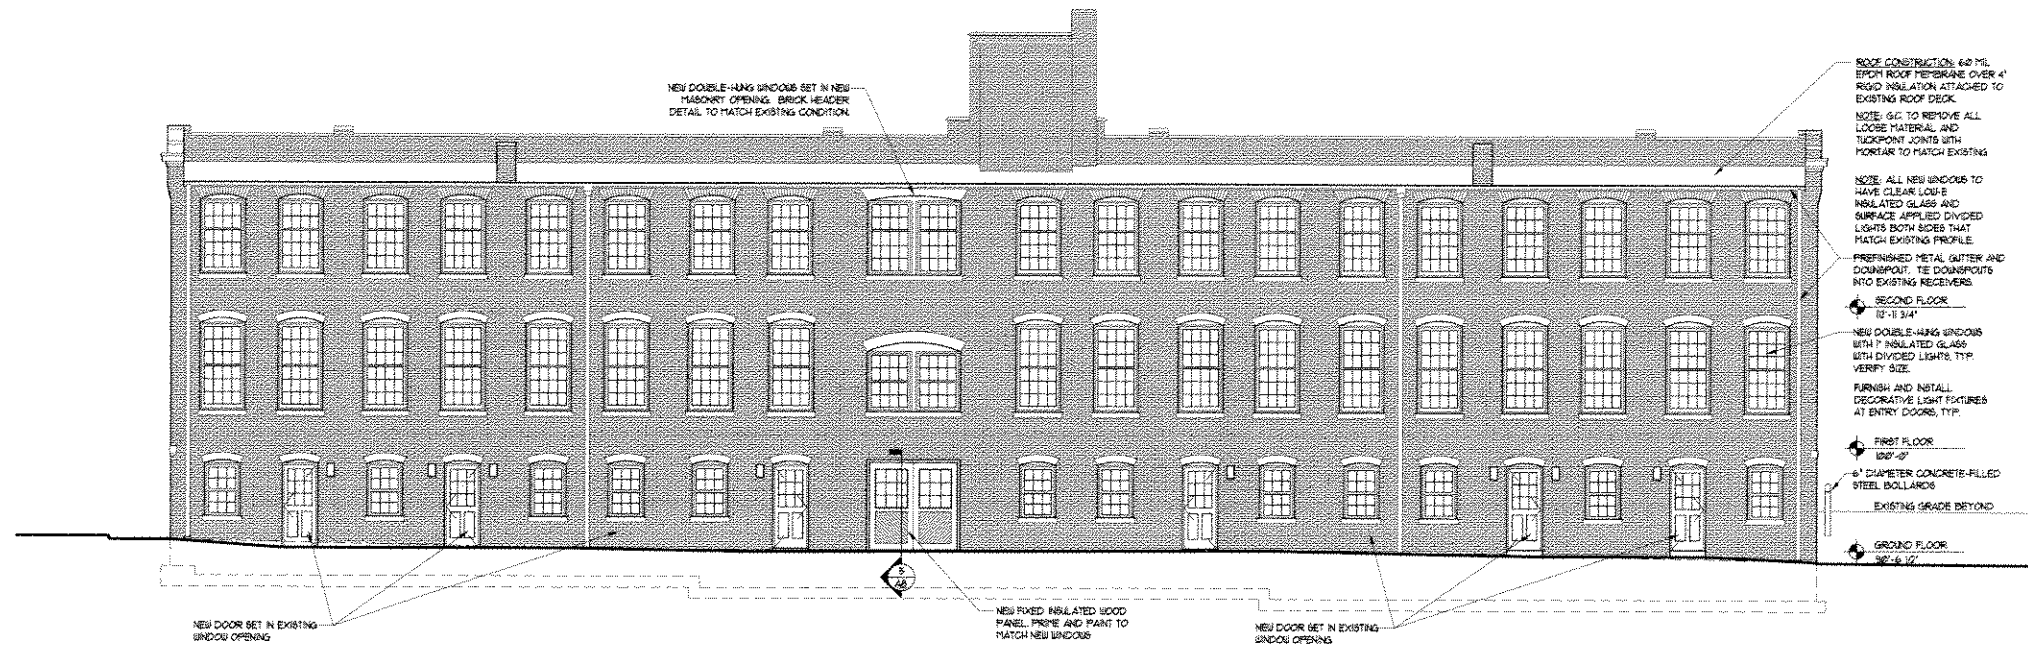 NEW DOUBLE-HUNG WINDOWS SET IN NEW
MASONRY OPENING. BRICK HEADER
DETAIL TO MATCH EXISTING CONDITION.
ROOF CONSTRUCTION: 60 MIL
EPDM ROOF MEMBRANE OVER 4"
RIGID INSULATION ATTACHED TO
EXISTING ROOF DECK.
NOTE: G.C. TO REMOVE ALL
LOOSE MATERIAL AND
TUCKPOINT JOINTS WITH
MORTAR TO MATCH EXISTING
NOTE: ALL NEW WINDOWS TO
HAVE CLEAR LOW-E
INSULATED GLASS AND
SURFACE APPLIED DIVIDED
LIGHTS BOTH SIDES THAT
MATCH EXISTING PROFILE.
PREFINISHED METAL GUTTER AND
DOWNSPOUT. TIE DOWNSPOUTS
INTO EXISTING RECEIVERS.
SECOND FLOOR
NEW DOUBLE-HUNG WINDOWS
WITH 1" INSULATED GLASS
WITH DIVIDED LIGHTS, TYP.
VERIFY SIZE.
FURNISH AND INSTALL
DECORATIVE LIGHT FIXTURES
AT ENTRY DOORS, TYP.
FIRST FLOOR
100'-0"
6" DIAMETER CONCRETE-FILLED
STEEL BOLLARDS
EXISTING GRADE BEYOND
GROUND FLOOR
90'-6 1/2"
NEW DOOR SET IN EXISTING
WINDOW OPENING
NEW FIXED INSULATED WOOD
PANEL. PRIME AND PAINT TO
MATCH NEW WINDOWS
NEW DOOR SET IN EXISTING
WINDOW OPENING